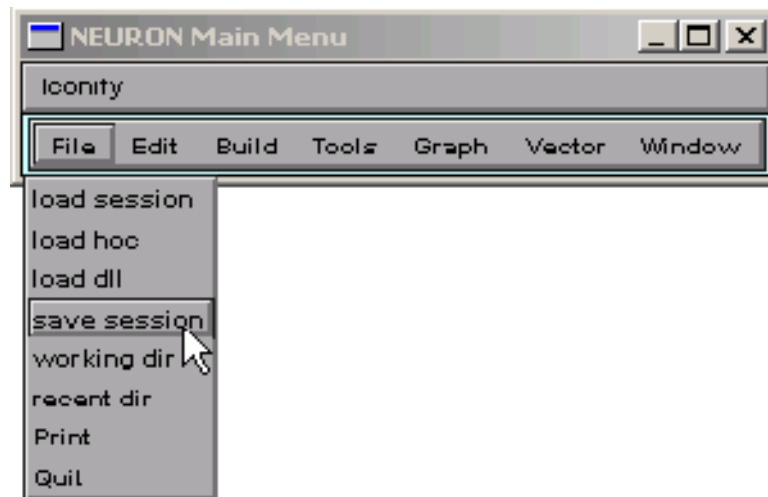 NEURON Main Menu
Iconify
File Edit Build Tools Graph Vector Window
load session
load hoc
load dll
save session
working dir
recent dir
Print
Quit